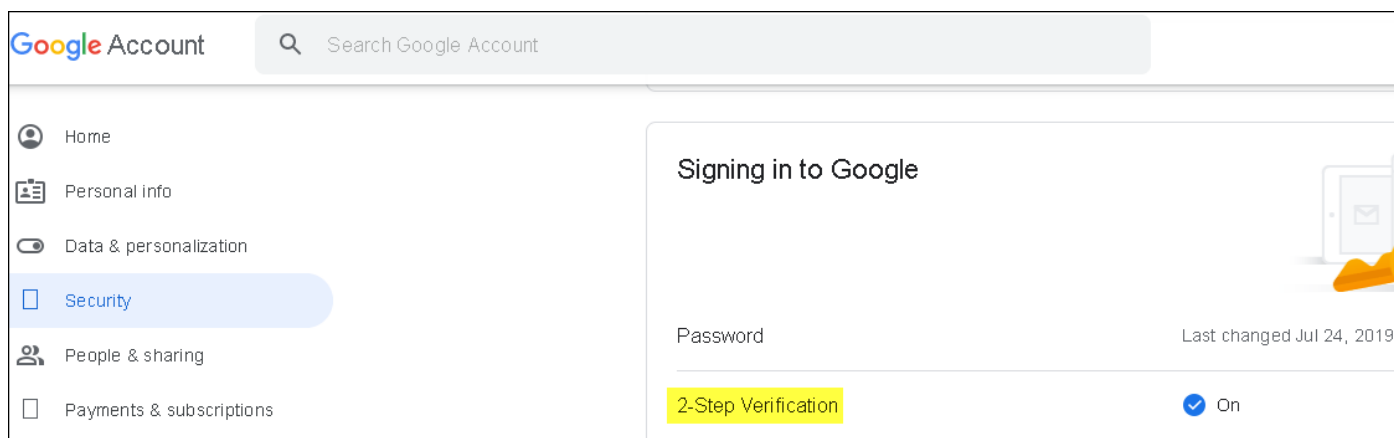 Google Account
Search Google Account
Home
Personal info
Data & personalization
Security
People & sharing
Payments & subscriptions
Signing in to Google
Password
Last changed Jul 24, 2019
2-Step Verification
On